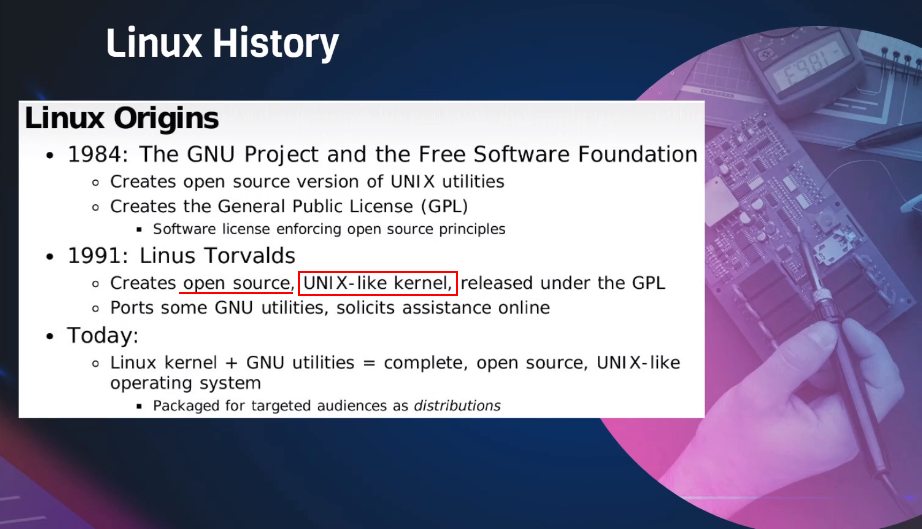 Linux History
Linux Origins
• 1984: The GNU Project and the Free Software Foundation
◦ Creates open source version of UNIX utilities
◦ Creates the General Public License (GPL)
▪ Software license enforcing open source principles
• 1991: Linus Torvalds
◦ Creates open source, UNIX-like kernel, released under the GPL
◦ Ports some GNU utilities, solicits assistance online
• Today:
◦ Linux kernel + GNU utilities = complete, open source, UNIX-like
operating system
▪ Packaged for targeted audiences as distributions